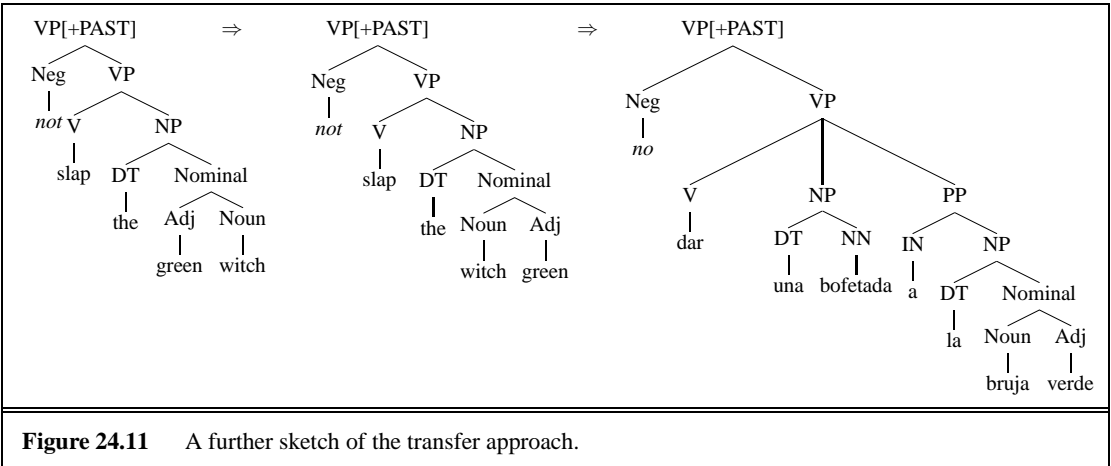 VP[+PAST] ⇒ VP[+PAST] ⇒ VP[+PAST]
Neg VP Neg VP Neg VP
not V NP not V NP no
slap DT Nominal slap DT Nominal V NP PP
the Adj Noun the Noun Adj dar DT NN IN NP
green witch witch green una bofetada a DT Nominal
la Noun Adj
bruja verde
Figure 24.11 A further sketch of the transfer approach.